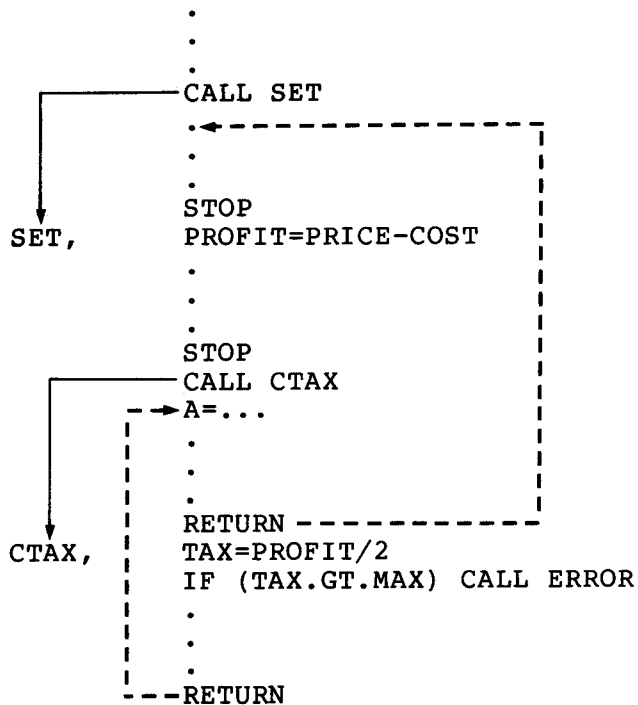 .
.
.
CALL SET
.
.
.
STOP
SET, PROFIT=PRICE-COST
.
.
.
STOP
CALL CTAX
A=...
.
.
.
RETURN
CTAX, TAX=PROFIT/2
IF (TAX.GT.MAX) CALL ERROR
.
.
.
RETURN